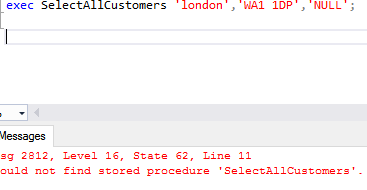 exec SelectAllCustomers 'london','WA1 1DP','NULL';
Messages
sg 2812, Level 16, State 62, Line 11
ould not find stored procedure 'SelectAllCustomers'.